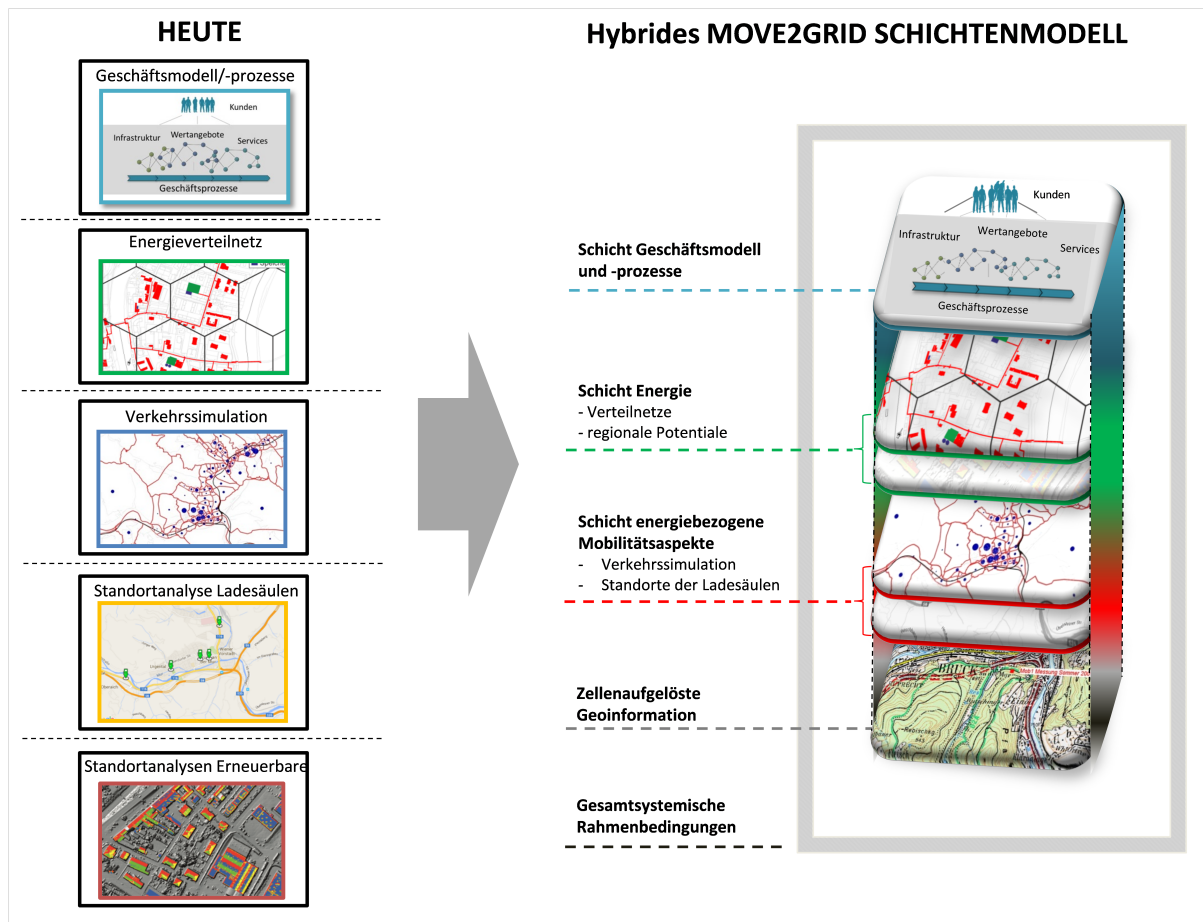 HEUTE
Geschäftsmodell/-prozesse
Kunden
Infrastruktur
Wertangebote
Services
Geschäftsprozesse
Energieverteilnetz
Verkehrssimulation
Standortanalyse Ladesäulen
Standortanalysen Erneuerbare
Hybrides MOVE2GRID SCHICHTENMODELL
Schicht Geschäftsmodell
und -prozesse
Schicht Energie
- Verteilnetze
- regionale Potentiale
Schicht energiebezogene
Mobilitätsaspekte
- Verkehrssimulation
- Standorte der Ladesäulen
Zellenaufgelöste
Geoinformation
Gesamtsystemische
Rahmenbedingungen
Kunden
Infrastruktur
Wertangebote
Services
Geschäftsprozesse
BRUCK